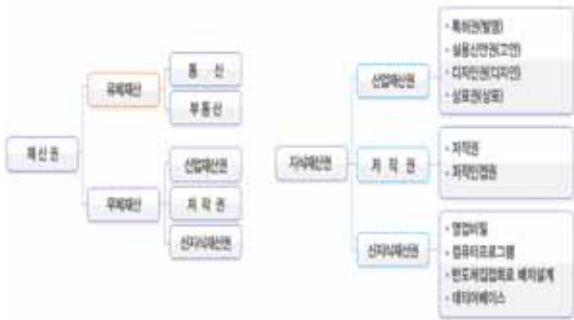 재산권
유체재산
동 산
부동산
무체재산
산업재산권
저 작 권
신지식재산권
지식재산권
산업재산권
• 특허권(발명)
• 실용신안권(고안)
• 디자인권(디자인)
• 상표권(상표)
저 작 권
• 저작권
• 저작인접권
신지식재산권
• 영업비밀
• 컴퓨터프로그램
• 반도체집접회로 배치설계
• 데이터베이스